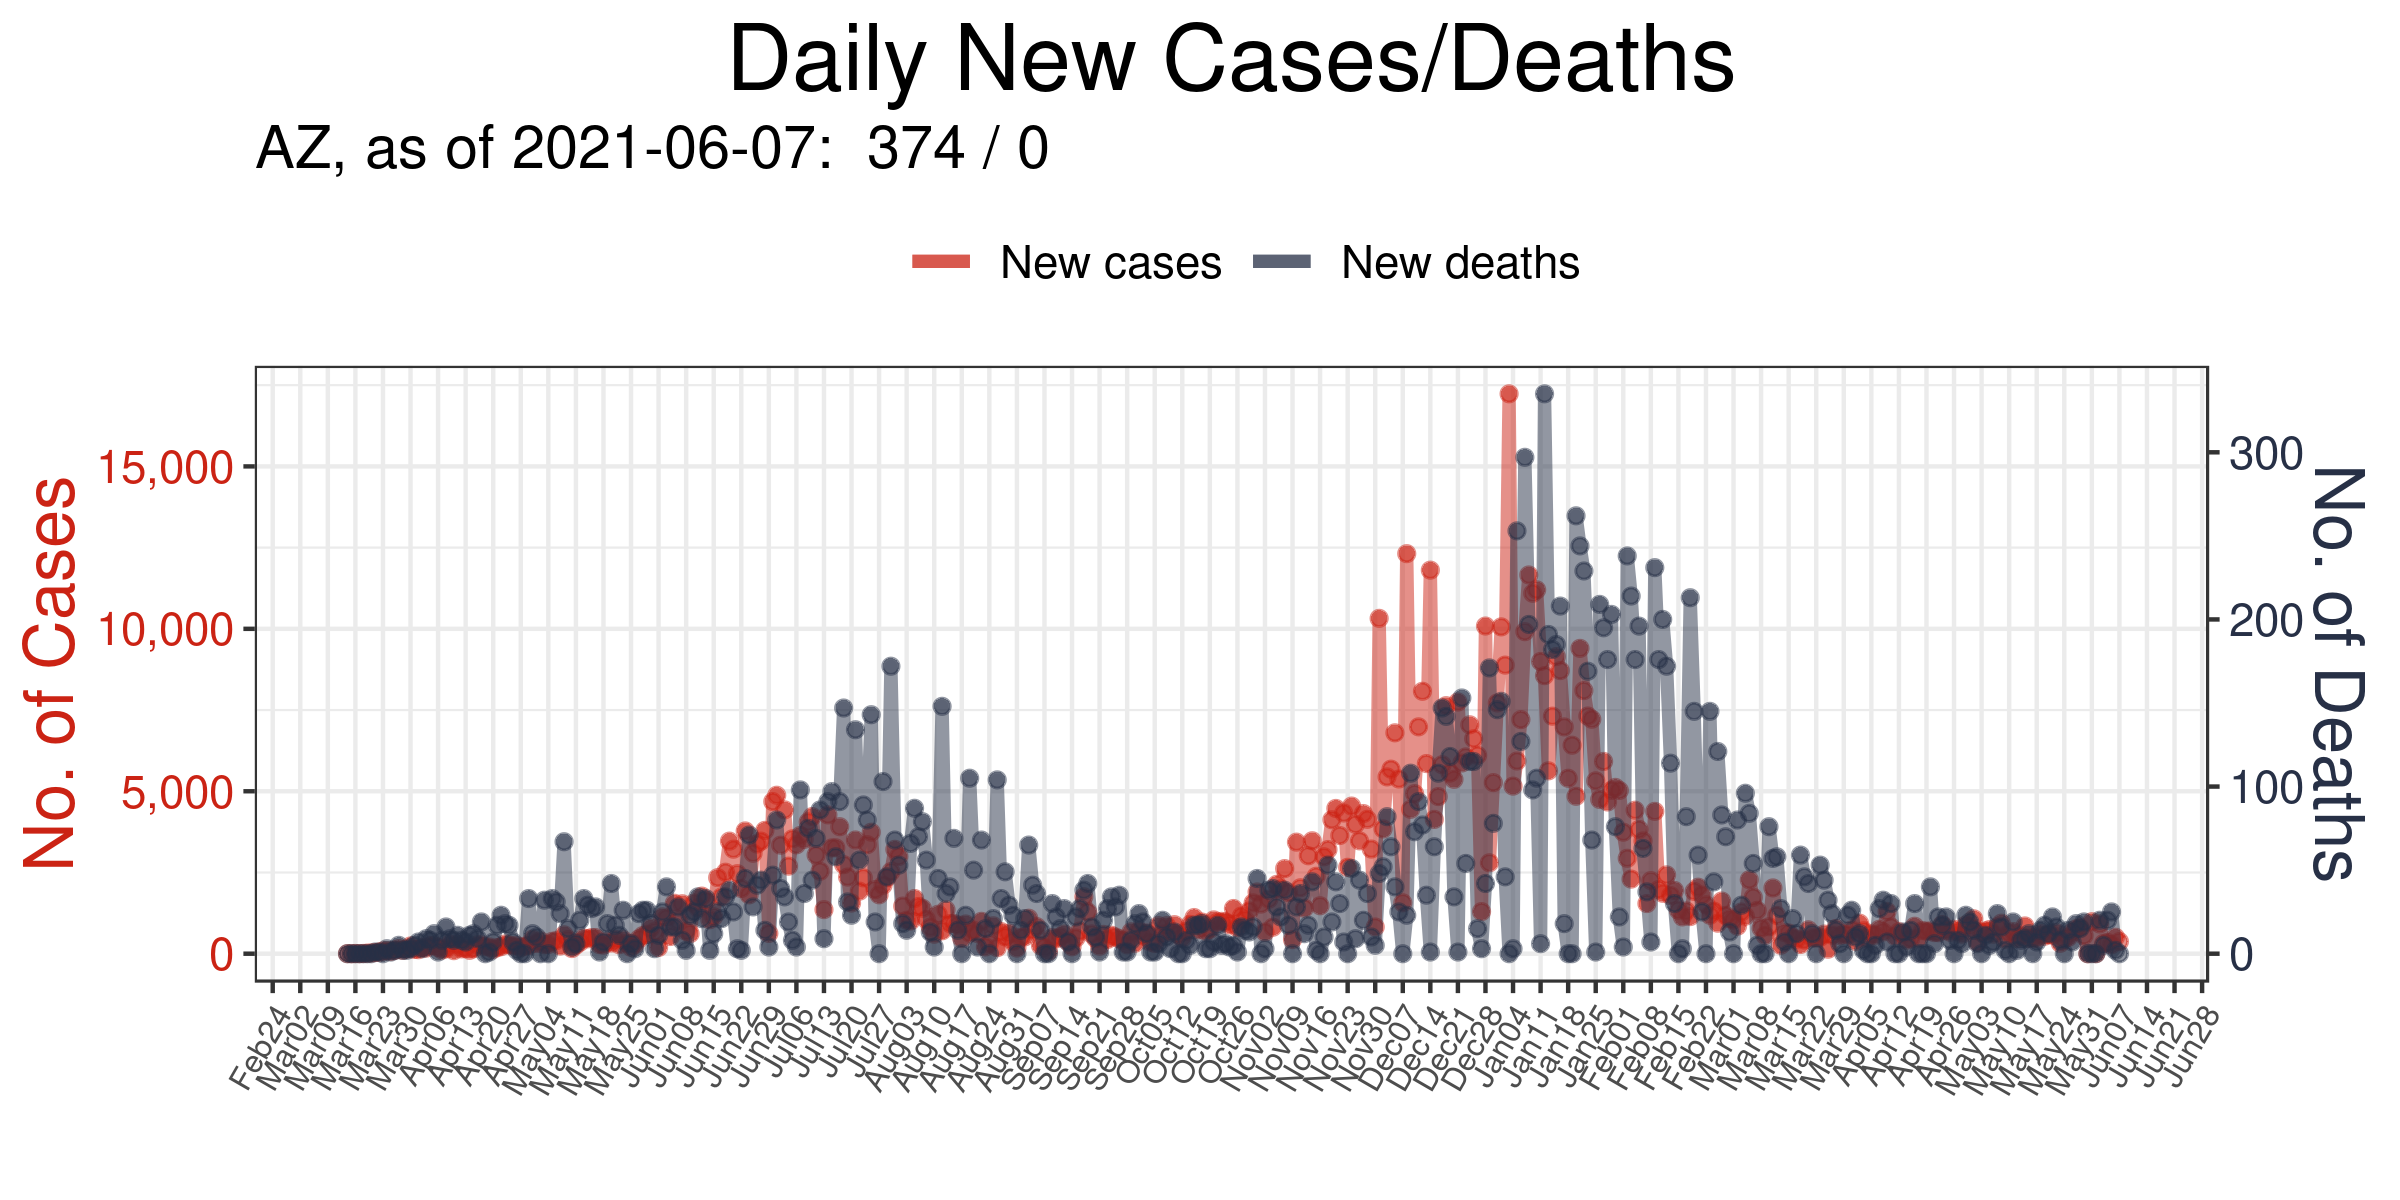 Daily New Cases/Deaths
AZ, as of 2021-06-07:  374 / 0
New cases
New deaths
No. of Cases
15,000
10,000
5,000
0
300
200
100
0
No. of Deaths
Feb24
Mar02
Mar09
Mar16
Mar23
Mar30
Apr06
Apr13
Apr20
Apr27
May04
May11
May18
May25
Jun01
Jun08
Jun15
Jun22
Jun29
Jul06
Jul13
Jul20
Jul27
Aug03
Aug10
Aug17
Aug24
Aug31
Sep07
Sep14
Sep21
Sep28
Oct05
Oct12
Oct19
Oct26
Nov02
Nov09
Nov16
Nov23
Nov30
Dec07
Dec14
Dec21
Dec28
Jan04
Jan11
Jan18
Jan25
Feb01
Feb08
Feb15
Feb22
Mar01
Mar08
Mar15
Mar22
Mar29
Apr05
Apr12
Apr19
Apr26
May03
May10
May17
May24
May31
Jun07
Jun14
Jun21
Jun28